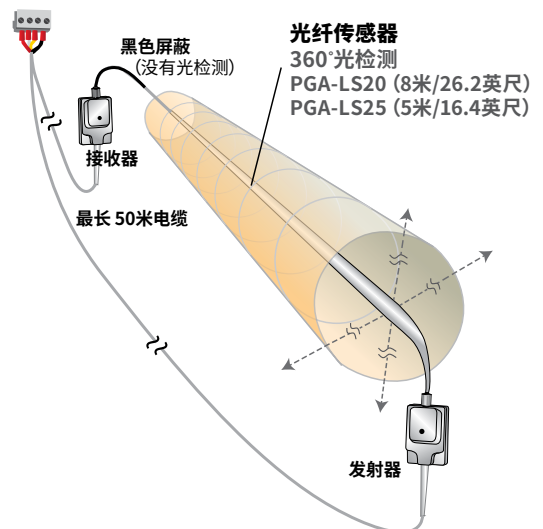 光纤传感器
360°光检测
PGA-LS20（8米/26.2英尺）
PGA-LS25（5米/16.4英尺）
黑色屏蔽
（没有光检测）
接收器
最长 50米电缆
发射器